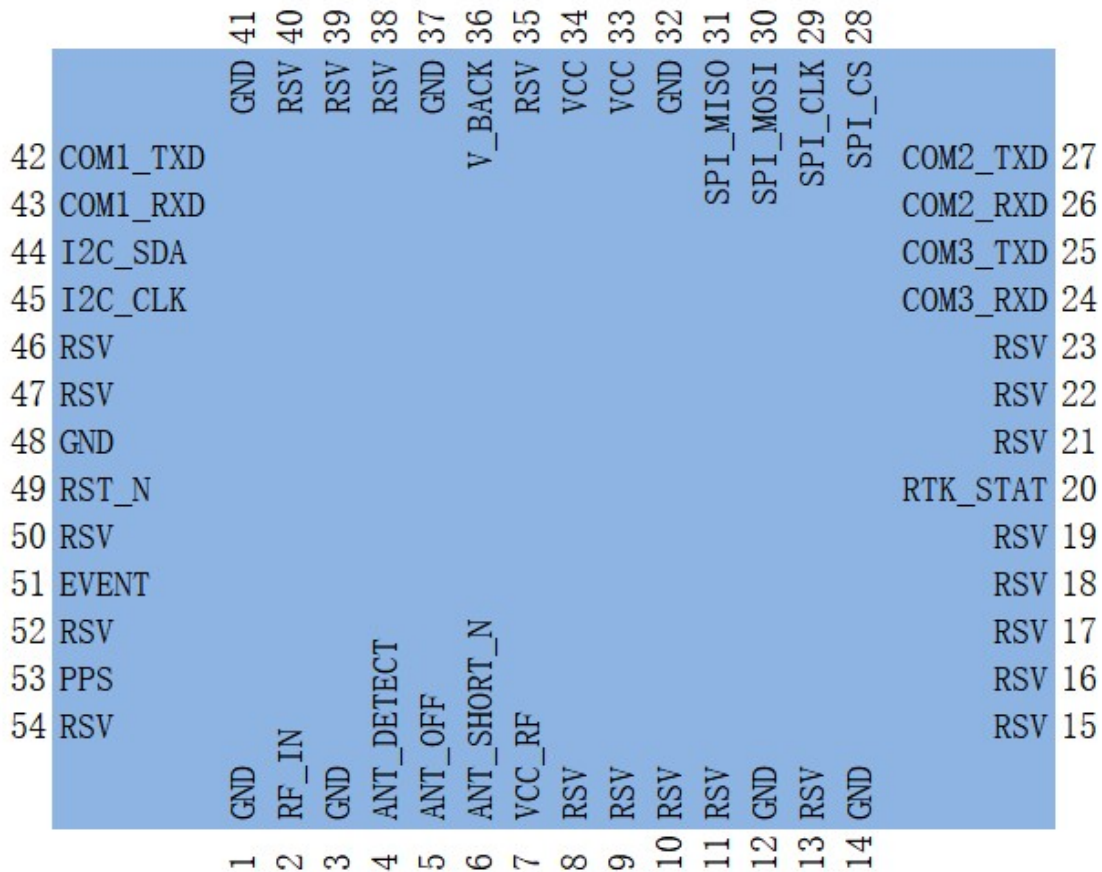 41 40 39 38 37 36 35 34 33 32 31 30 29 28
GND RSV RSV RSV GND V_BACK RSV VCC VCC GND SPI_MISO SPI_MOSI SPI_CLK SPI_CS
42 COM1_TXD COM2_TXD 27
43 COM1_RXD COM2_RXD 26
44 I2C_SDA COM3_TXD 25
45 I2C_CLK COM3_RXD 24
46 RSV RSV 23
47 RSV RSV 22
48 GND RSV 21
49 RST_N RTK_STAT 20
50 RSV RSV 19
51 EVENT RSV 18
52 RSV RSV 17
53 PPS RSV 16
54 RSV RSV 15
GND RF_IN GND ANT_DETECT ANT_OFF ANT_SHORT_N VCC_RF RSV RSV RSV RSV GND RSV GND
1 2 3 4 5 6 7 8 9 10 11 12 13 14